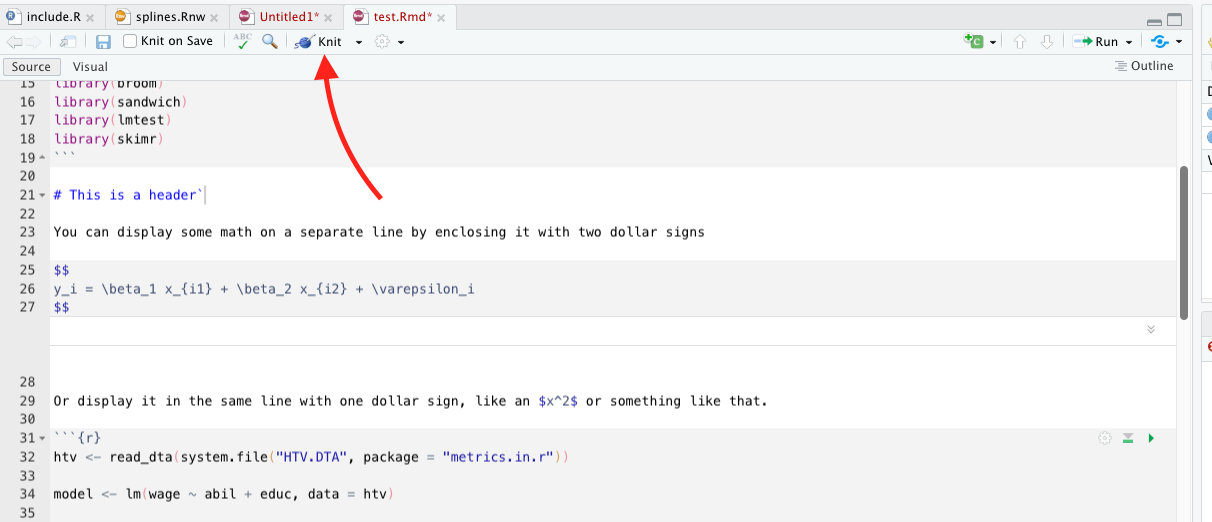 include.R splines.Rnw Untitled1* test.Rmd*
Knit on Save ABC Knit Run
Source Visual Outline
15 library(broom)
16 library(sandwich)
17 library(lmtest)
18 library(skimr)
19 ```
20
21 # This is a header`
22
23 You can display some math on a separate line by enclosing it with two dollar signs
24
25 $$
26 y_i = \beta_1 x_{i1} + \beta_2 x_{i2} + \varepsilon_i
27 $$
28
29 Or display it in the same line with one dollar sign, like an $x^2$ or something like that.
30
31 ```{r}
32 htv <- read_dta(system.file("HTV.DTA", package = "metrics.in.r"))
33
34 model <- lm(wage ~ abil + educ, data = htv)
35